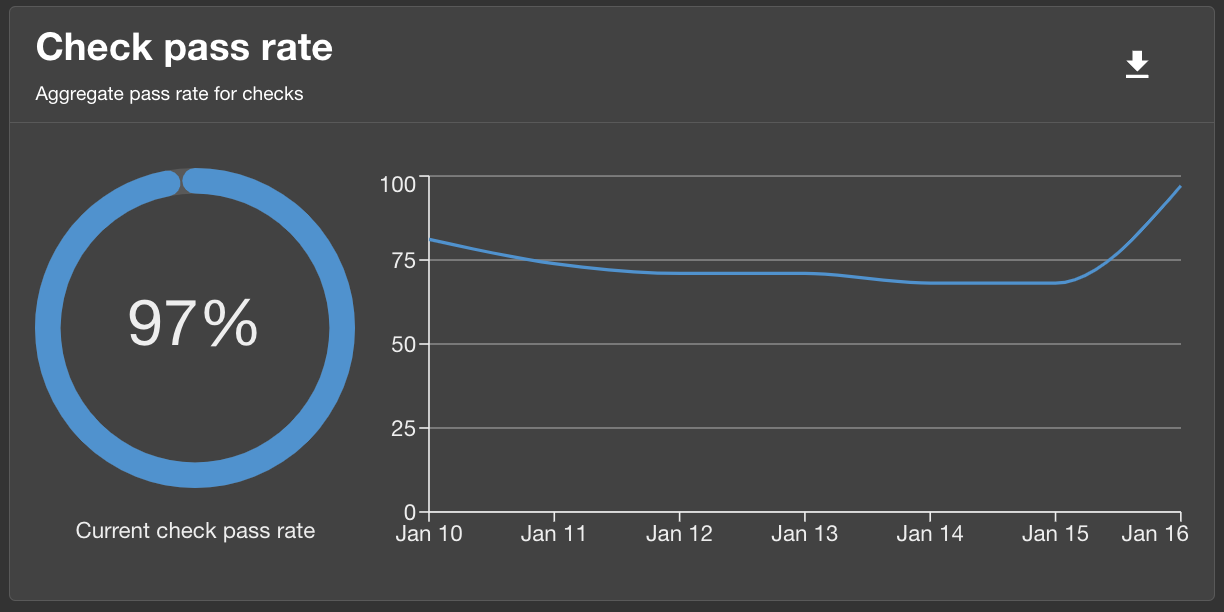 Check pass rate
Aggregate pass rate for checks
97%
Current check pass rate
100
75
50
25
0
Jan 10 Jan 11 Jan 12 Jan 13 Jan 14 Jan 15 Jan 16